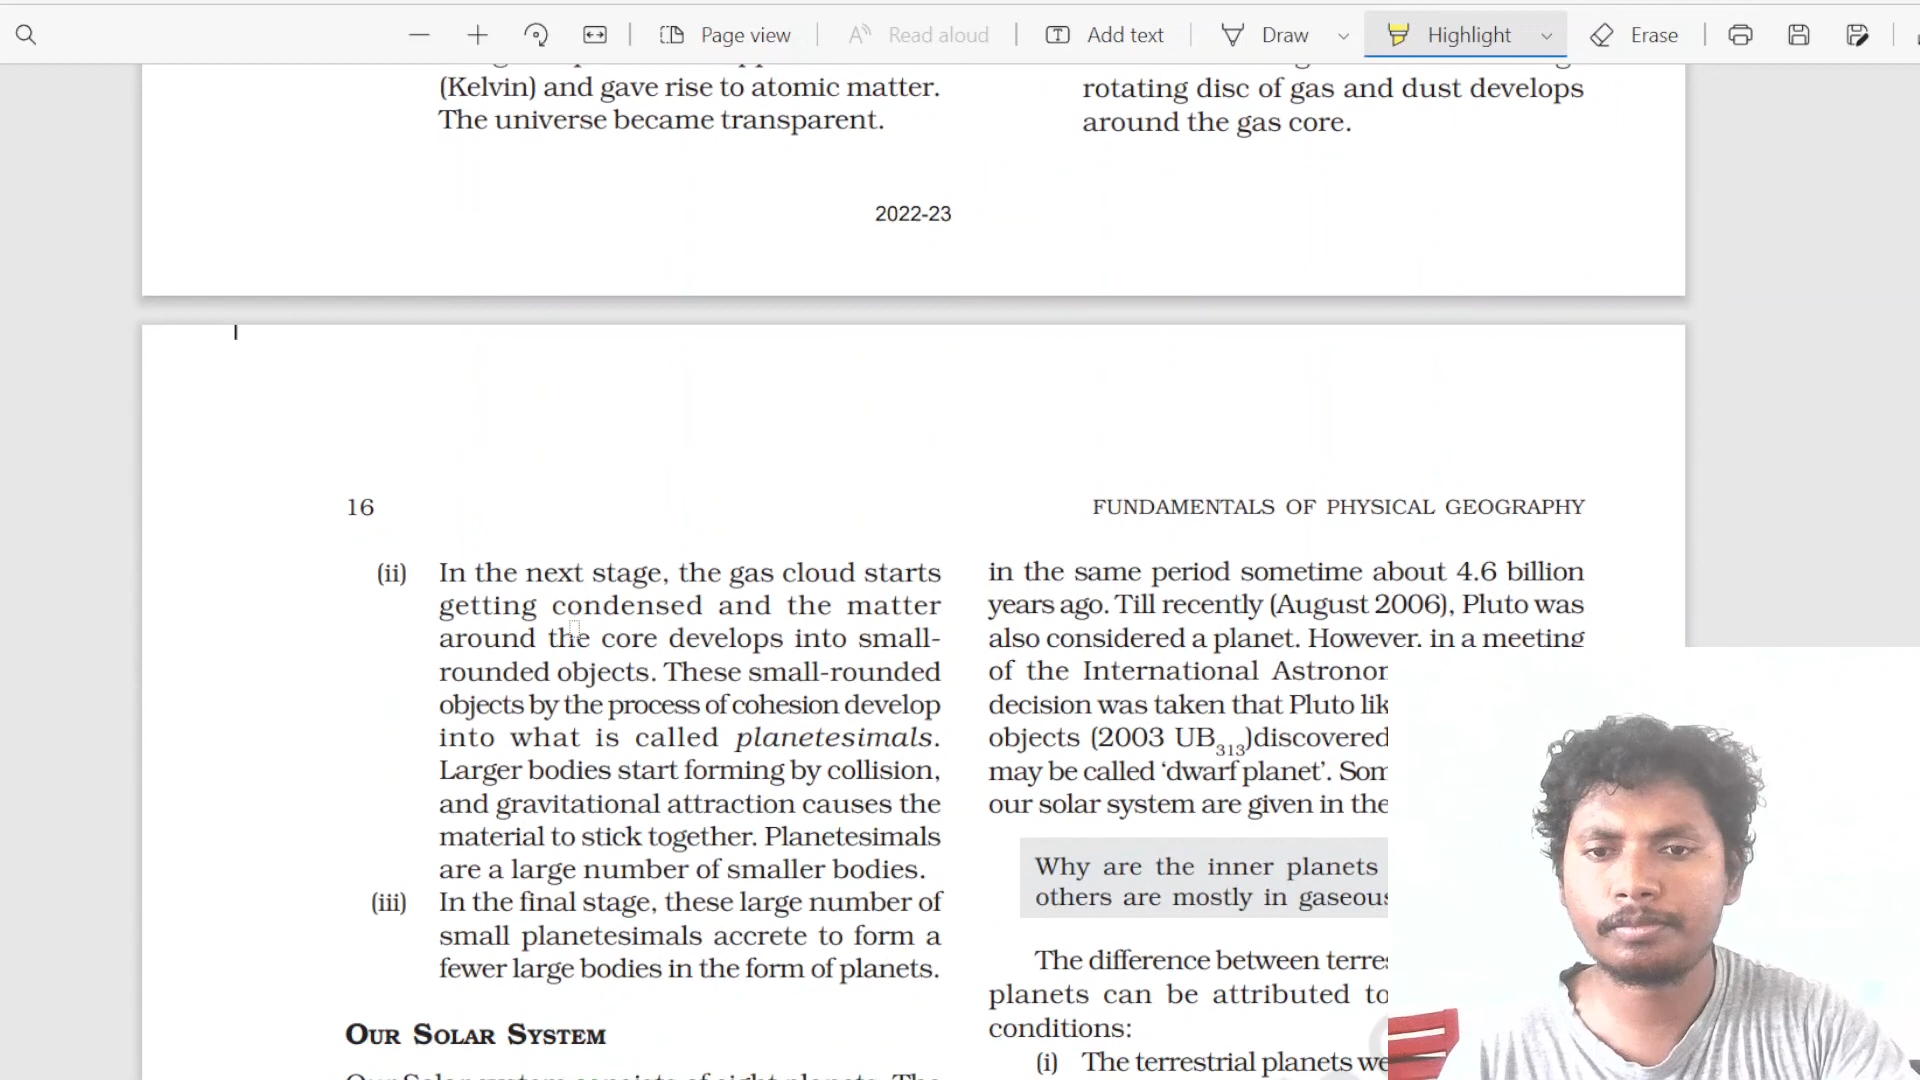 Page view
Read aloud
Add text
Draw
Highlight
Erase
(Kelvin) and gave rise to atomic matter.
The universe became transparent.
rotating disc of gas and dust develops
around the gas core.
2022-23
16
FUNDAMENTALS OF PHYSICAL GEOGRAPHY
(ii) In the next stage, the gas cloud starts
getting condensed and the matter
around the core develops into small-
rounded objects. These small-rounded
objects by the process of cohesion develop
into what is called planetesimals.
Larger bodies start forming by collision,
and gravitational attraction causes the
material to stick together. Planetesimals
are a large number of smaller bodies.
(iii) In the final stage, these large number of
small planetesimals accrete to form a
fewer large bodies in the form of planets.
OUR SOLAR SYSTEM
Our Solar system consists of eight planets. The
in the same period sometime about 4.6 billion
years ago. Till recently (August 2006), Pluto was
also considered a planet. However, in a meeting
of the International
decision was taken that Pluto
objects (2003 UB313)discovered
may be called ‘dwarf planet’.
our solar system are given in the
Why are the inner planets
others are mostly in
The difference between
planets can be attributed to
conditions:
(i) The terrestrial planets